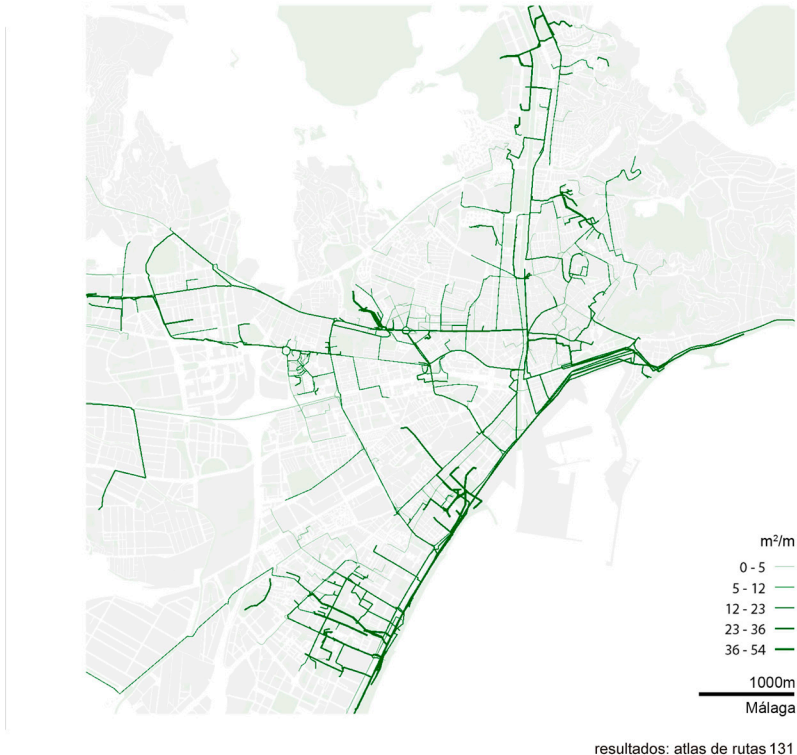 m²/m
0 - 5
5 - 12
12 - 23
23 - 36
36 - 54
1000m
Málaga
resultados: atlas de rutas 131